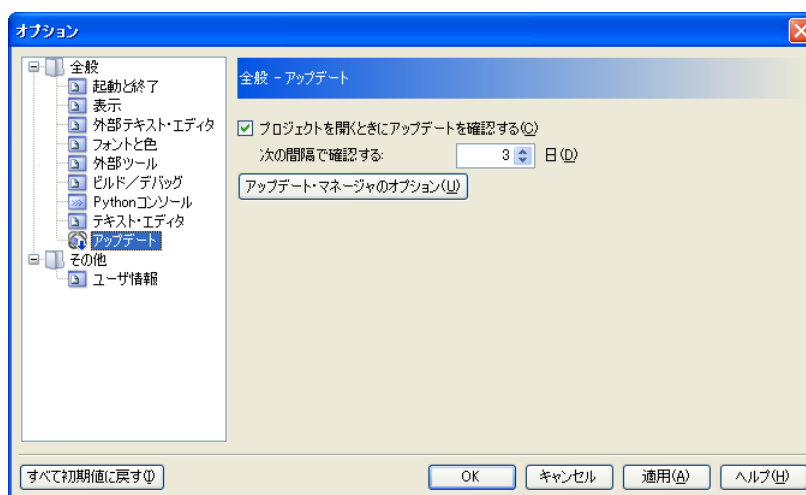 オプション
全般
起動と終了
表示
外部テキスト・エディタ
フォントと色
外部ツール
ビルド／デバッグ
Pythonコンソール
テキスト・エディタ
アップデート
その他
ユーザ情報
全般 - アップデート
プロジェクトを開くときにアップデートを確認する(C)
次の間隔で確認する: 3 日(D)
アップデート・マネージャのオプション(U)
すべて初期値に戻す(I) OK キャンセル 適用(A) ヘルプ(H)